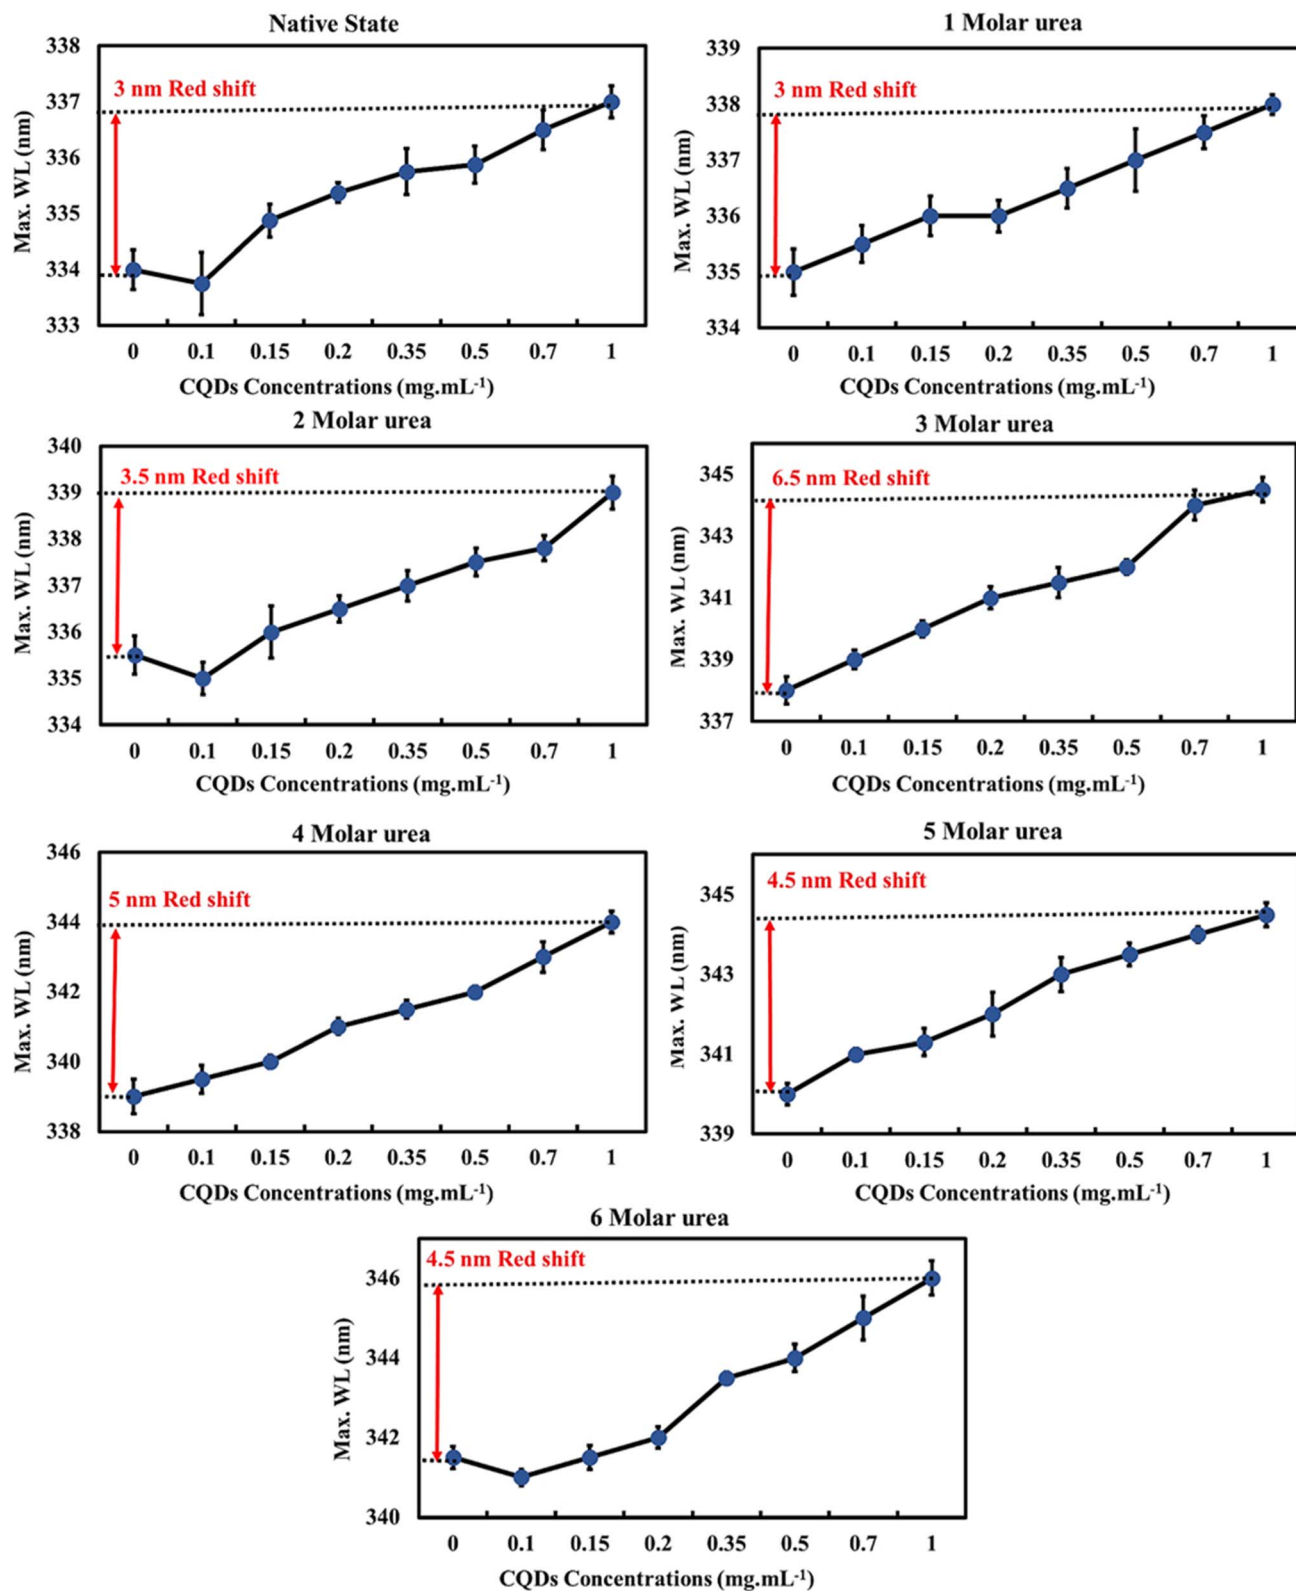 Native State
338
337
336
335
334
333
Max. WL (nm)
3 nm Red shift
0 0.1 0.15 0.2 0.35 0.5 0.7 1
CQDs Concentrations (mg.mL⁻¹)
1 Molar urea
339
338
337
336
335
334
Max. WL (nm)
3 nm Red shift
0 0.1 0.15 0.2 0.35 0.5 0.7 1
CQDs Concentrations (mg.mL⁻¹)
2 Molar urea
340
339
338
337
336
335
334
Max. WL (nm)
3.5 nm Red shift
0 0.1 0.15 0.2 0.35 0.5 0.7 1
CQDs Concentrations (mg.mL⁻¹)
3 Molar urea
345
343
341
339
337
Max. WL (nm)
6.5 nm Red shift
0 0.1 0.15 0.2 0.35 0.5 0.7 1
CQDs Concentrations (mg.mL⁻¹)
4 Molar urea
346
344
342
340
338
Max. WL (nm)
5 nm Red shift
0 0.1 0.15 0.2 0.35 0.5 0.7 1
CQDs Concentrations (mg.mL⁻¹)
5 Molar urea
345
343
341
339
Max. WL (nm)
4.5 nm Red shift
0 0.1 0.15 0.2 0.35 0.5 0.7 1
CQDs Concentrations (mg.mL⁻¹)
6 Molar urea
346
344
342
340
Max. WL (nm)
4.5 nm Red shift
0 0.1 0.15 0.2 0.35 0.5 0.7 1
CQDs Concentrations (mg.mL⁻¹)